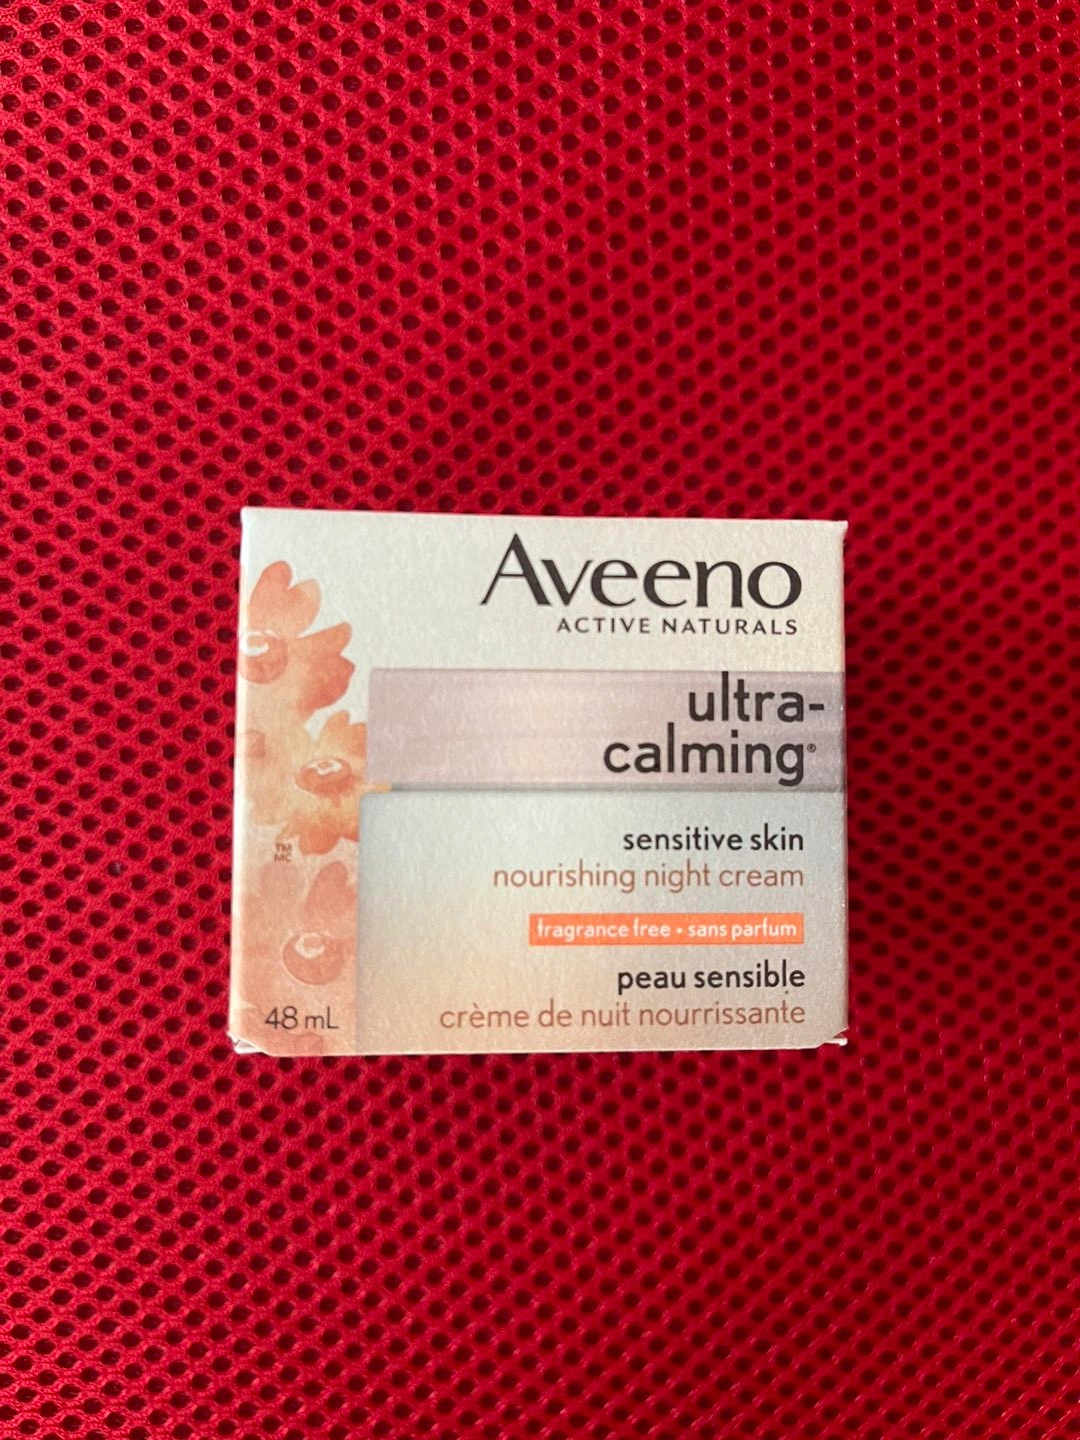 Aveeno
ACTIVE NATURALS
ultra-
calming®
sensitive skin
nourishing night cream
fragrance free • sans parfum
peau sensible
crème de nuit nourrissante
48 mL
TM
MC